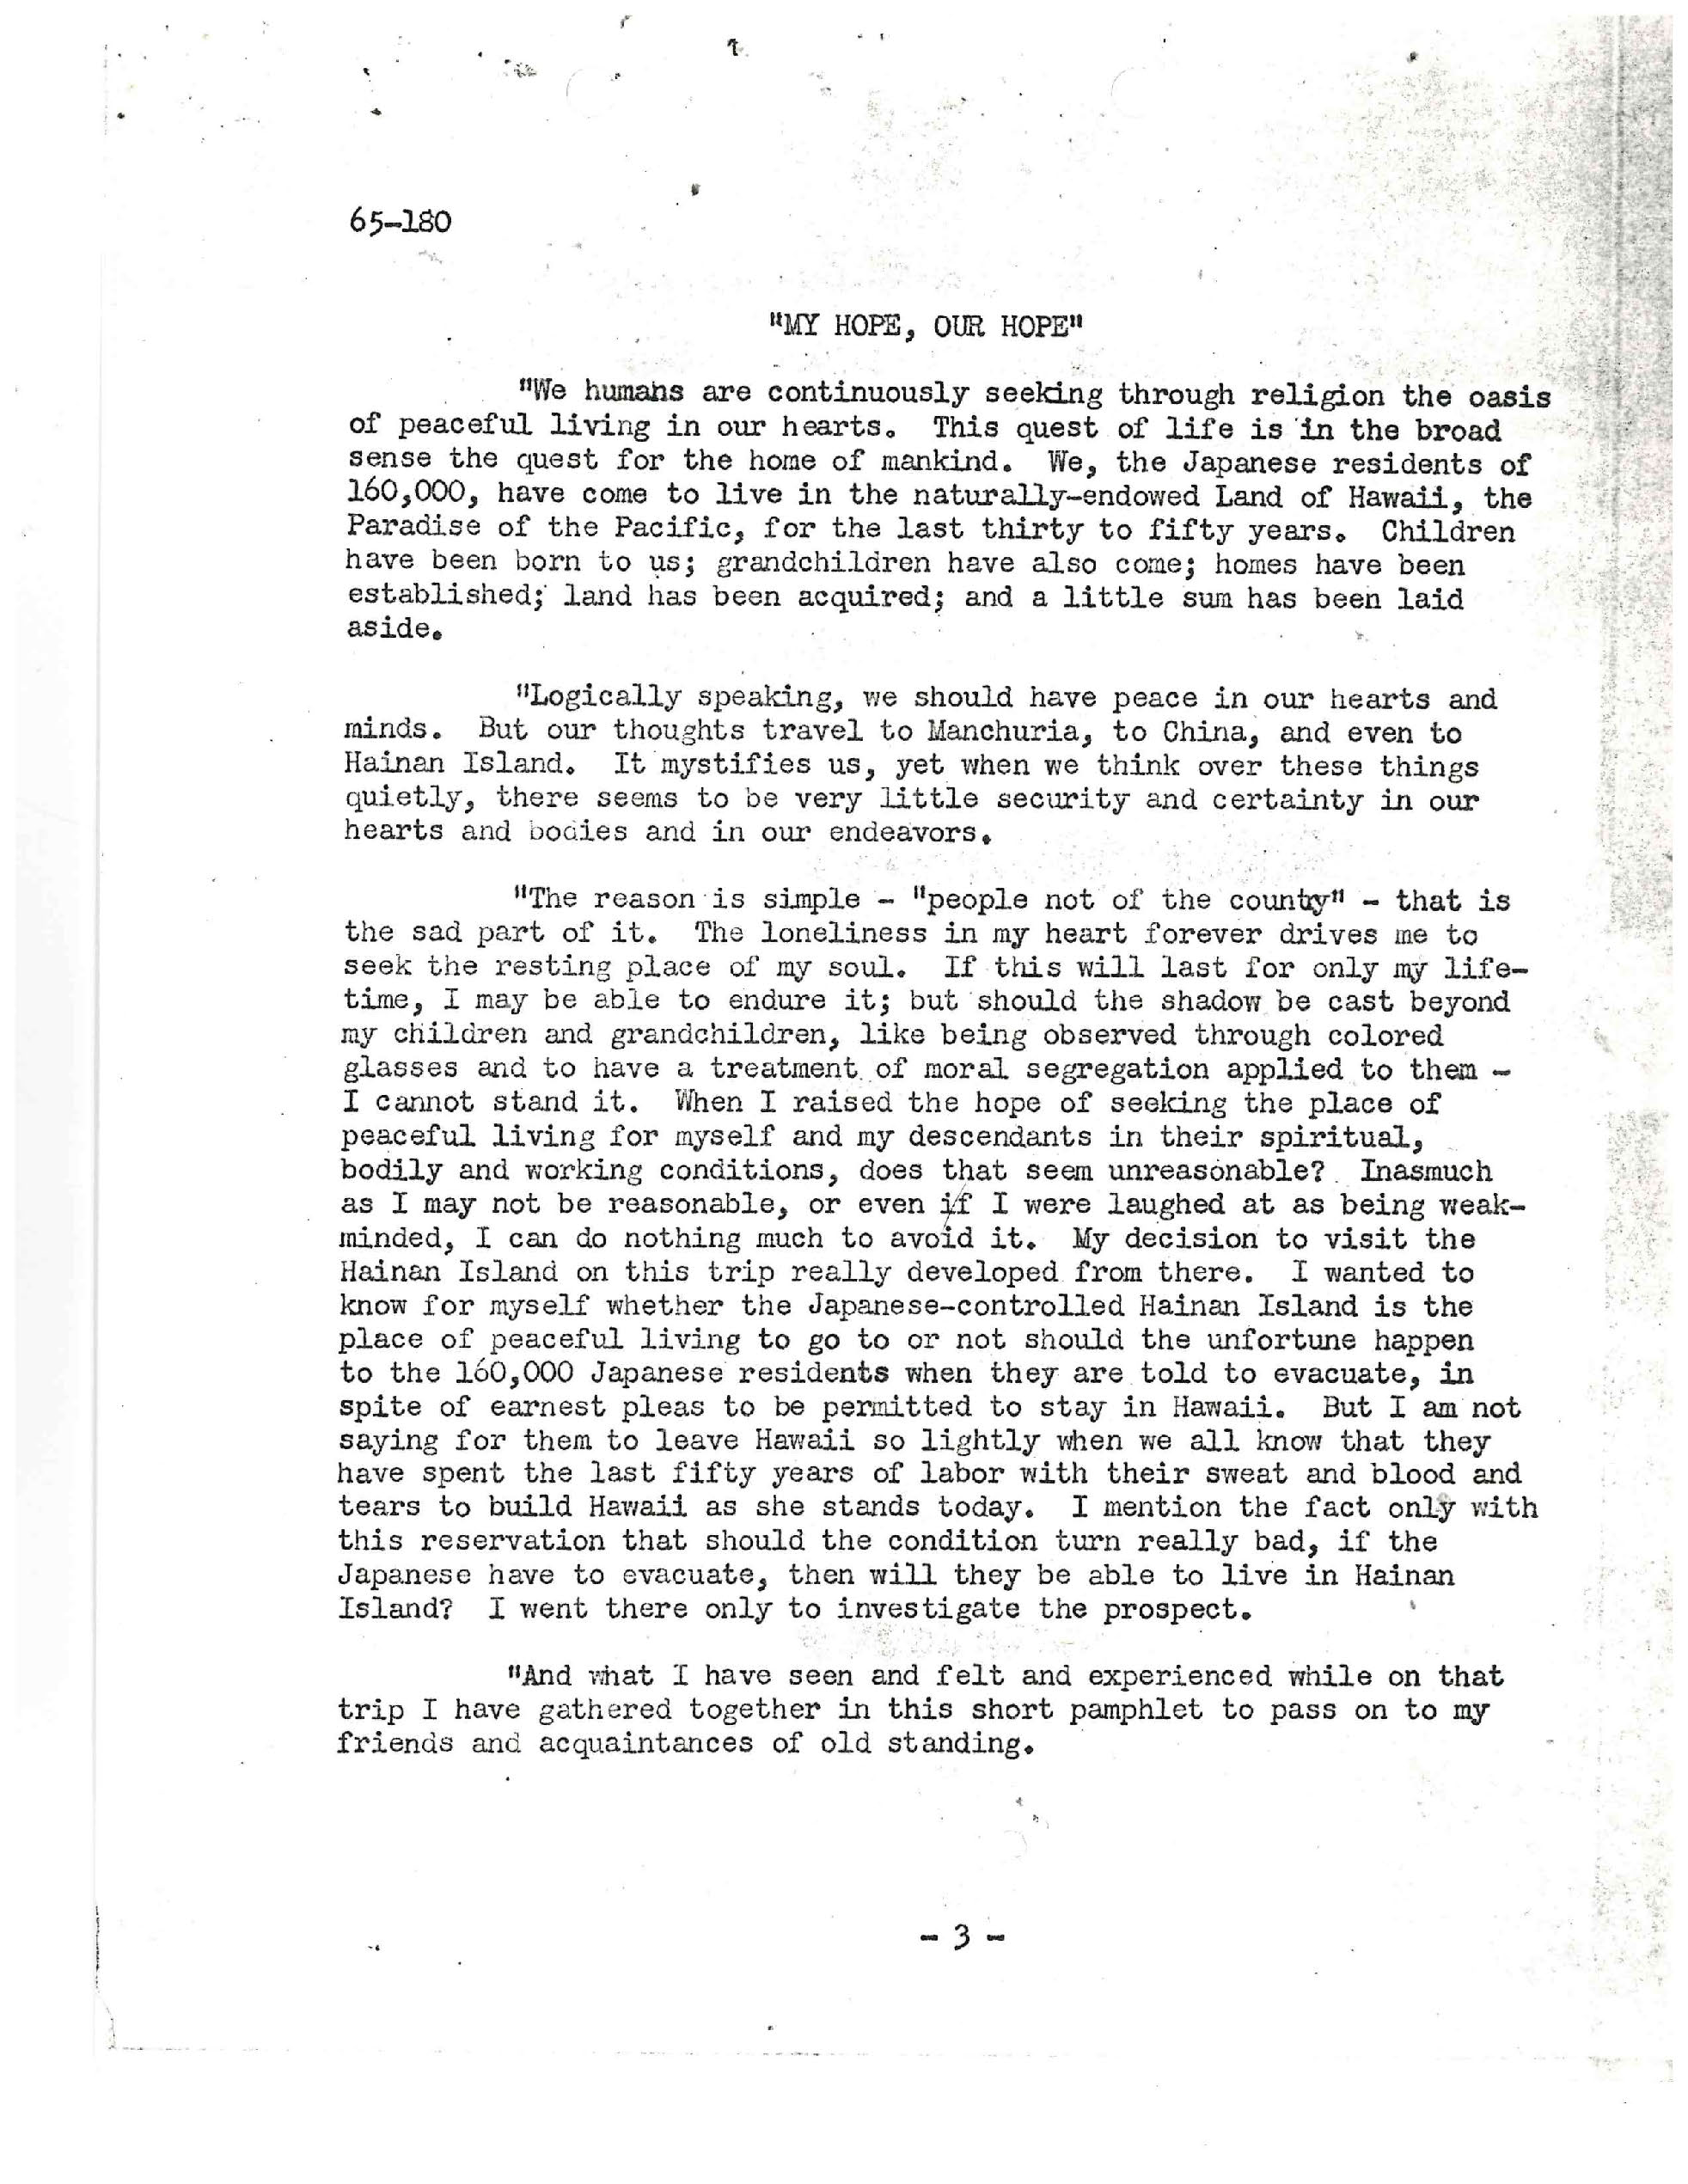 65-180
"MY HOPE, OUR HOPE"
"We humans are continuously seeking through religion the oasis
of peaceful living in our hearts. This quest of life is in the broad
sense the quest for the home of mankind. We, the Japanese residents of
160,000, have come to live in the naturally-endowed Land of Hawaii, the
Paradise of the Pacific, for the last thirty to fifty years. Children
have been born to us; grandchildren have also come; homes have been
established; land has been acquired; and a little sum has been laid
aside.
"Logically speaking, we should have peace in our hearts and
minds. But our thoughts travel to Manchuria, to China, and even to
Hainan Island. It mystifies us, yet when we think over these things
quietly, there seems to be very little security and certainty in our
hearts and bodies and in our endeavors.
"The reason is simple - "people not of the country" - that is
the sad part of it. The loneliness in my heart forever drives me to
seek the resting place of my soul. If this will last for only my life-
time, I may be able to endure it; but should the shadow be cast beyond
my children and grandchildren, like being observed through colored
glasses and to have a treatment of moral segregation applied to them -
I cannot stand it. When I raised the hope of seeking the place of
peaceful living for myself and my descendants in their spiritual,
bodily and working conditions, does that seem unreasonable? Inasmuch
as I may not be reasonable, or even if I were laughed at as being weak-
minded, I can do nothing much to avoid it. My decision to visit the
Hainan Island on this trip really developed from there. I wanted to
know for myself whether the Japanese-controlled Hainan Island is the
place of peaceful living to go to or not should the unfortune happen
to the 160,000 Japanese residents when they are told to evacuate, in
spite of earnest pleas to be permitted to stay in Hawaii. But I am not
saying for them to leave Hawaii so lightly when we all know that they
have spent the last fifty years of labor with their sweat and blood and
tears to build Hawaii as she stands today. I mention the fact only with
this reservation that should the condition turn really bad, if the
Japanese have to evacuate, then will they be able to live in Hainan
Island? I went there only to investigate the prospect.
"And what I have seen and felt and experienced while on that
trip I have gathered together in this short pamphlet to pass on to my
friends and acquaintances of old standing.
- 3 -